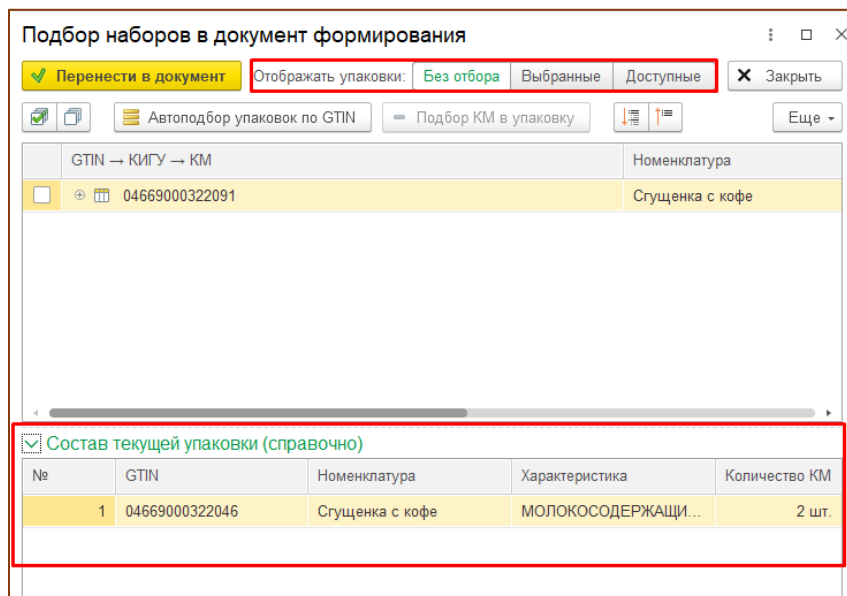 Подбор наборов в документ формирования
Перенести в документ Отображать упаковки: Без отбора Выбранные Доступные Закрыть
Автоподбор упаковок по GTIN Подбор КМ в упаковку Еще
GTIN → КИГУ → КМ Номенклатура
04669000322091 Сгущенка с кофе
Состав текущей упаковки (справочно)
№ GTIN Номенклатура Характеристика Количество КМ
1 04669000322046 Сгущенка с кофе МОЛОКОСОДЕРЖАЩИ... 2 шт.